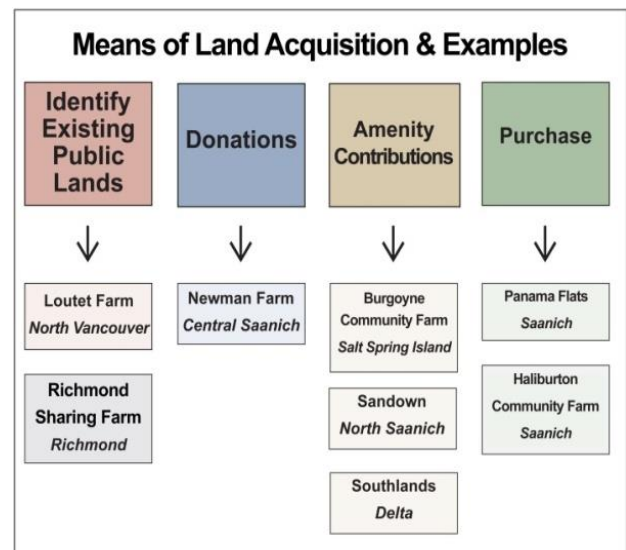 Means of Land Acquisition & Examples
Identify
Existing
Public
Lands
Donations
Amenity
Contributions
Purchase
Loutet Farm
North Vancouver
Richmond
Sharing Farm
Richmond
Newman Farm
Central Saanich
Burgoyne
Community Farm
Salt Spring Island
Sandown
North Saanich
Southlands
Delta
Panama Flats
Saanich
Haliburton
Community Farm
Saanich